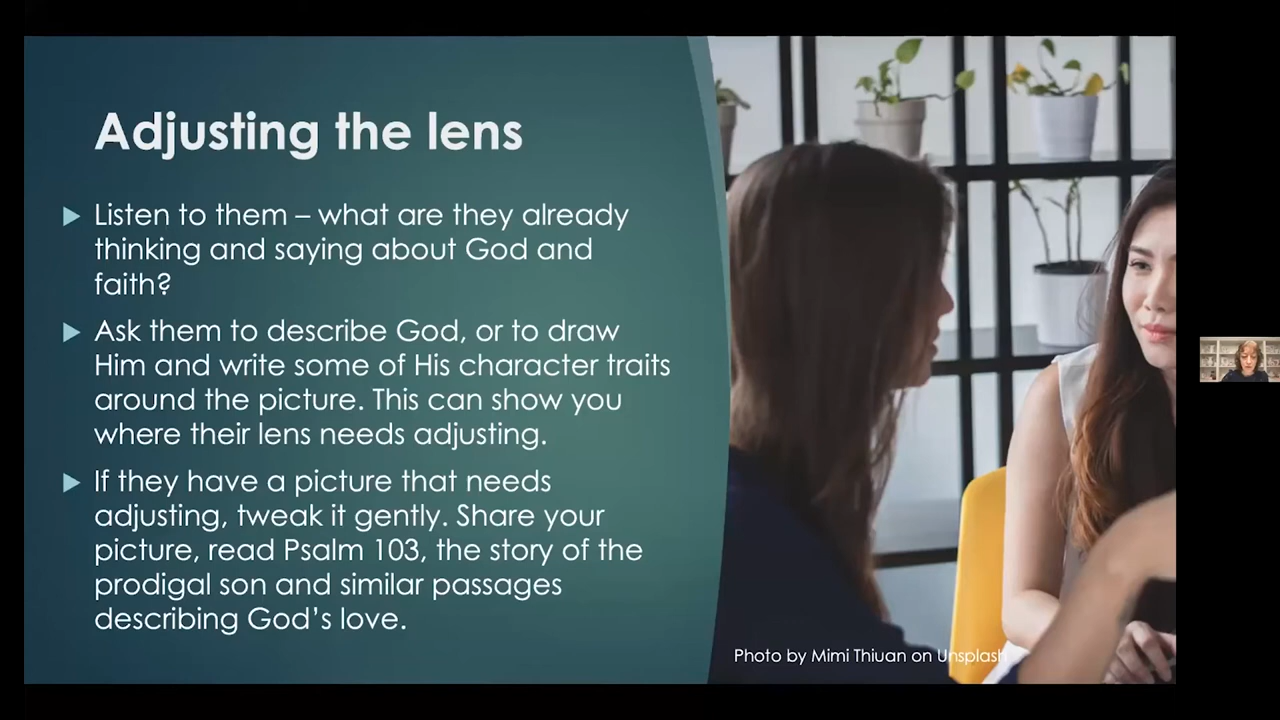 Adjusting the lens
Listen to them – what are they already
thinking and saying about God and
faith?
Ask them to describe God, or to draw
Him and write some of His character traits
around the picture. This can show you
where their lens needs adjusting.
If they have a picture that needs
adjusting, tweak it gently. Share your
picture, read Psalm 103, the story of the
prodigal son and similar passages
describing God's love.
Photo by Mimi Thiuan on Unsplash